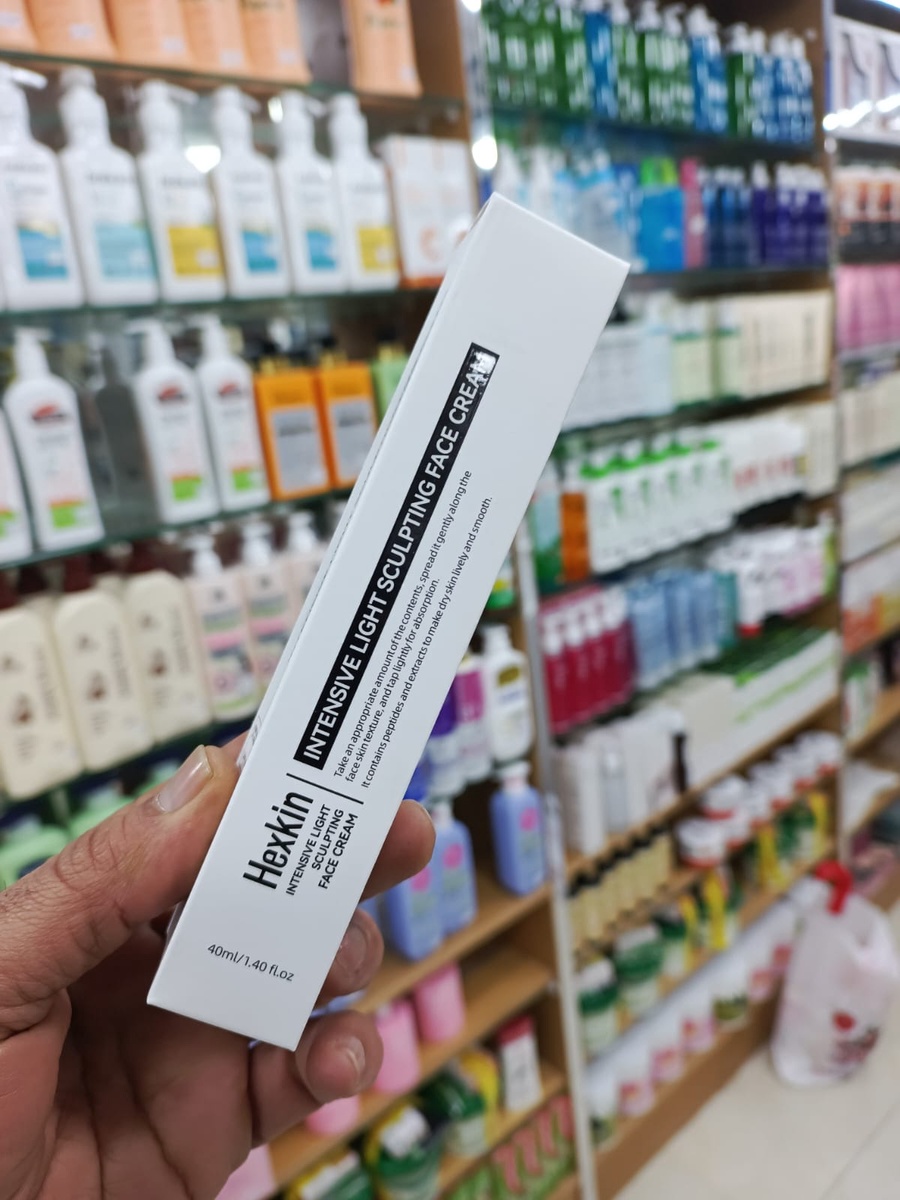 INTENSIVE LIGHT SCULPTING FACE CREAM
Take an appropriate amount of the contents, spread it gently along the
face skin texture, and tap lightly for absorption.
It contains peptides and extracts to make dry skin lively and smooth.
Hexkin
INTENSIVE LIGHT
SCULPTING
FACE CREAM
40ml/1.40 fl.oz